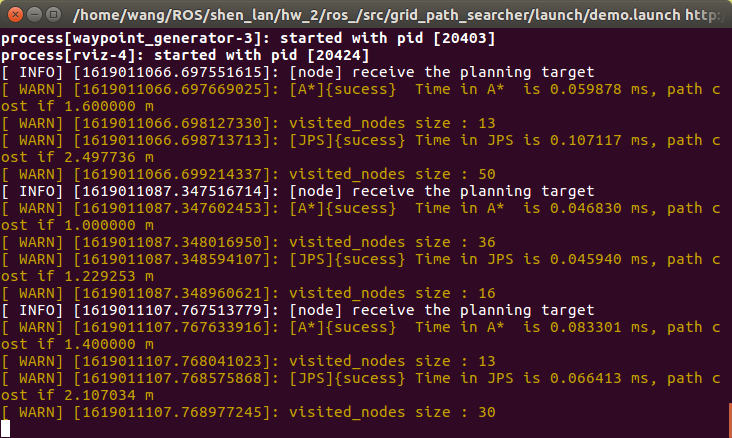 /home/wang/ROS/shen_lan/hw_2/ros_/src/grid_path_searcher/launch/demo.launch http:/
process[waypoint_generator-3]: started with pid [20403]
process[rviz-4]: started with pid [20424]
[ INFO] [1619011066.697551615]: [node] receive the planning target
[ WARN] [1619011066.697669025]: [A*]{sucess}  Time in A*  is 0.059878 ms, path c
ost if 1.600000 m
[ WARN] [1619011066.698127330]: visited_nodes size : 13
[ WARN] [1619011066.698713713]: [JPS]{sucess} Time in JPS is 0.107117 ms, path c
ost if 2.497736 m
[ WARN] [1619011066.699214337]: visited_nodes size : 50
[ INFO] [1619011087.347516714]: [node] receive the planning target
[ WARN] [1619011087.347602453]: [A*]{sucess}  Time in A*  is 0.046830 ms, path c
ost if 1.000000 m
[ WARN] [1619011087.348016950]: visited_nodes size : 36
[ WARN] [1619011087.348594107]: [JPS]{sucess} Time in JPS is 0.045940 ms, path c
ost if 1.229253 m
[ WARN] [1619011087.348960621]: visited_nodes size : 16
[ INFO] [1619011107.767513779]: [node] receive the planning target
[ WARN] [1619011107.767633916]: [A*]{sucess}  Time in A*  is 0.083301 ms, path c
ost if 1.400000 m
[ WARN] [1619011107.768041023]: visited_nodes size : 13
[ WARN] [1619011107.768575868]: [JPS]{sucess} Time in JPS is 0.066413 ms, path c
ost if 2.107034 m
[ WARN] [1619011107.768977245]: visited_nodes size : 30